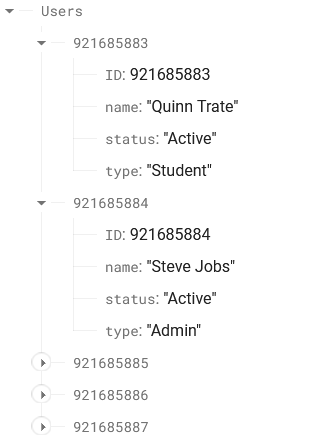 Users
921685883
ID: 921685883
name: "Quinn Trate"
status: "Active"
type: "Student"
921685884
ID: 921685884
name: "Steve Jobs"
status: "Active"
type: "Admin"
921685885
921685886
921685887